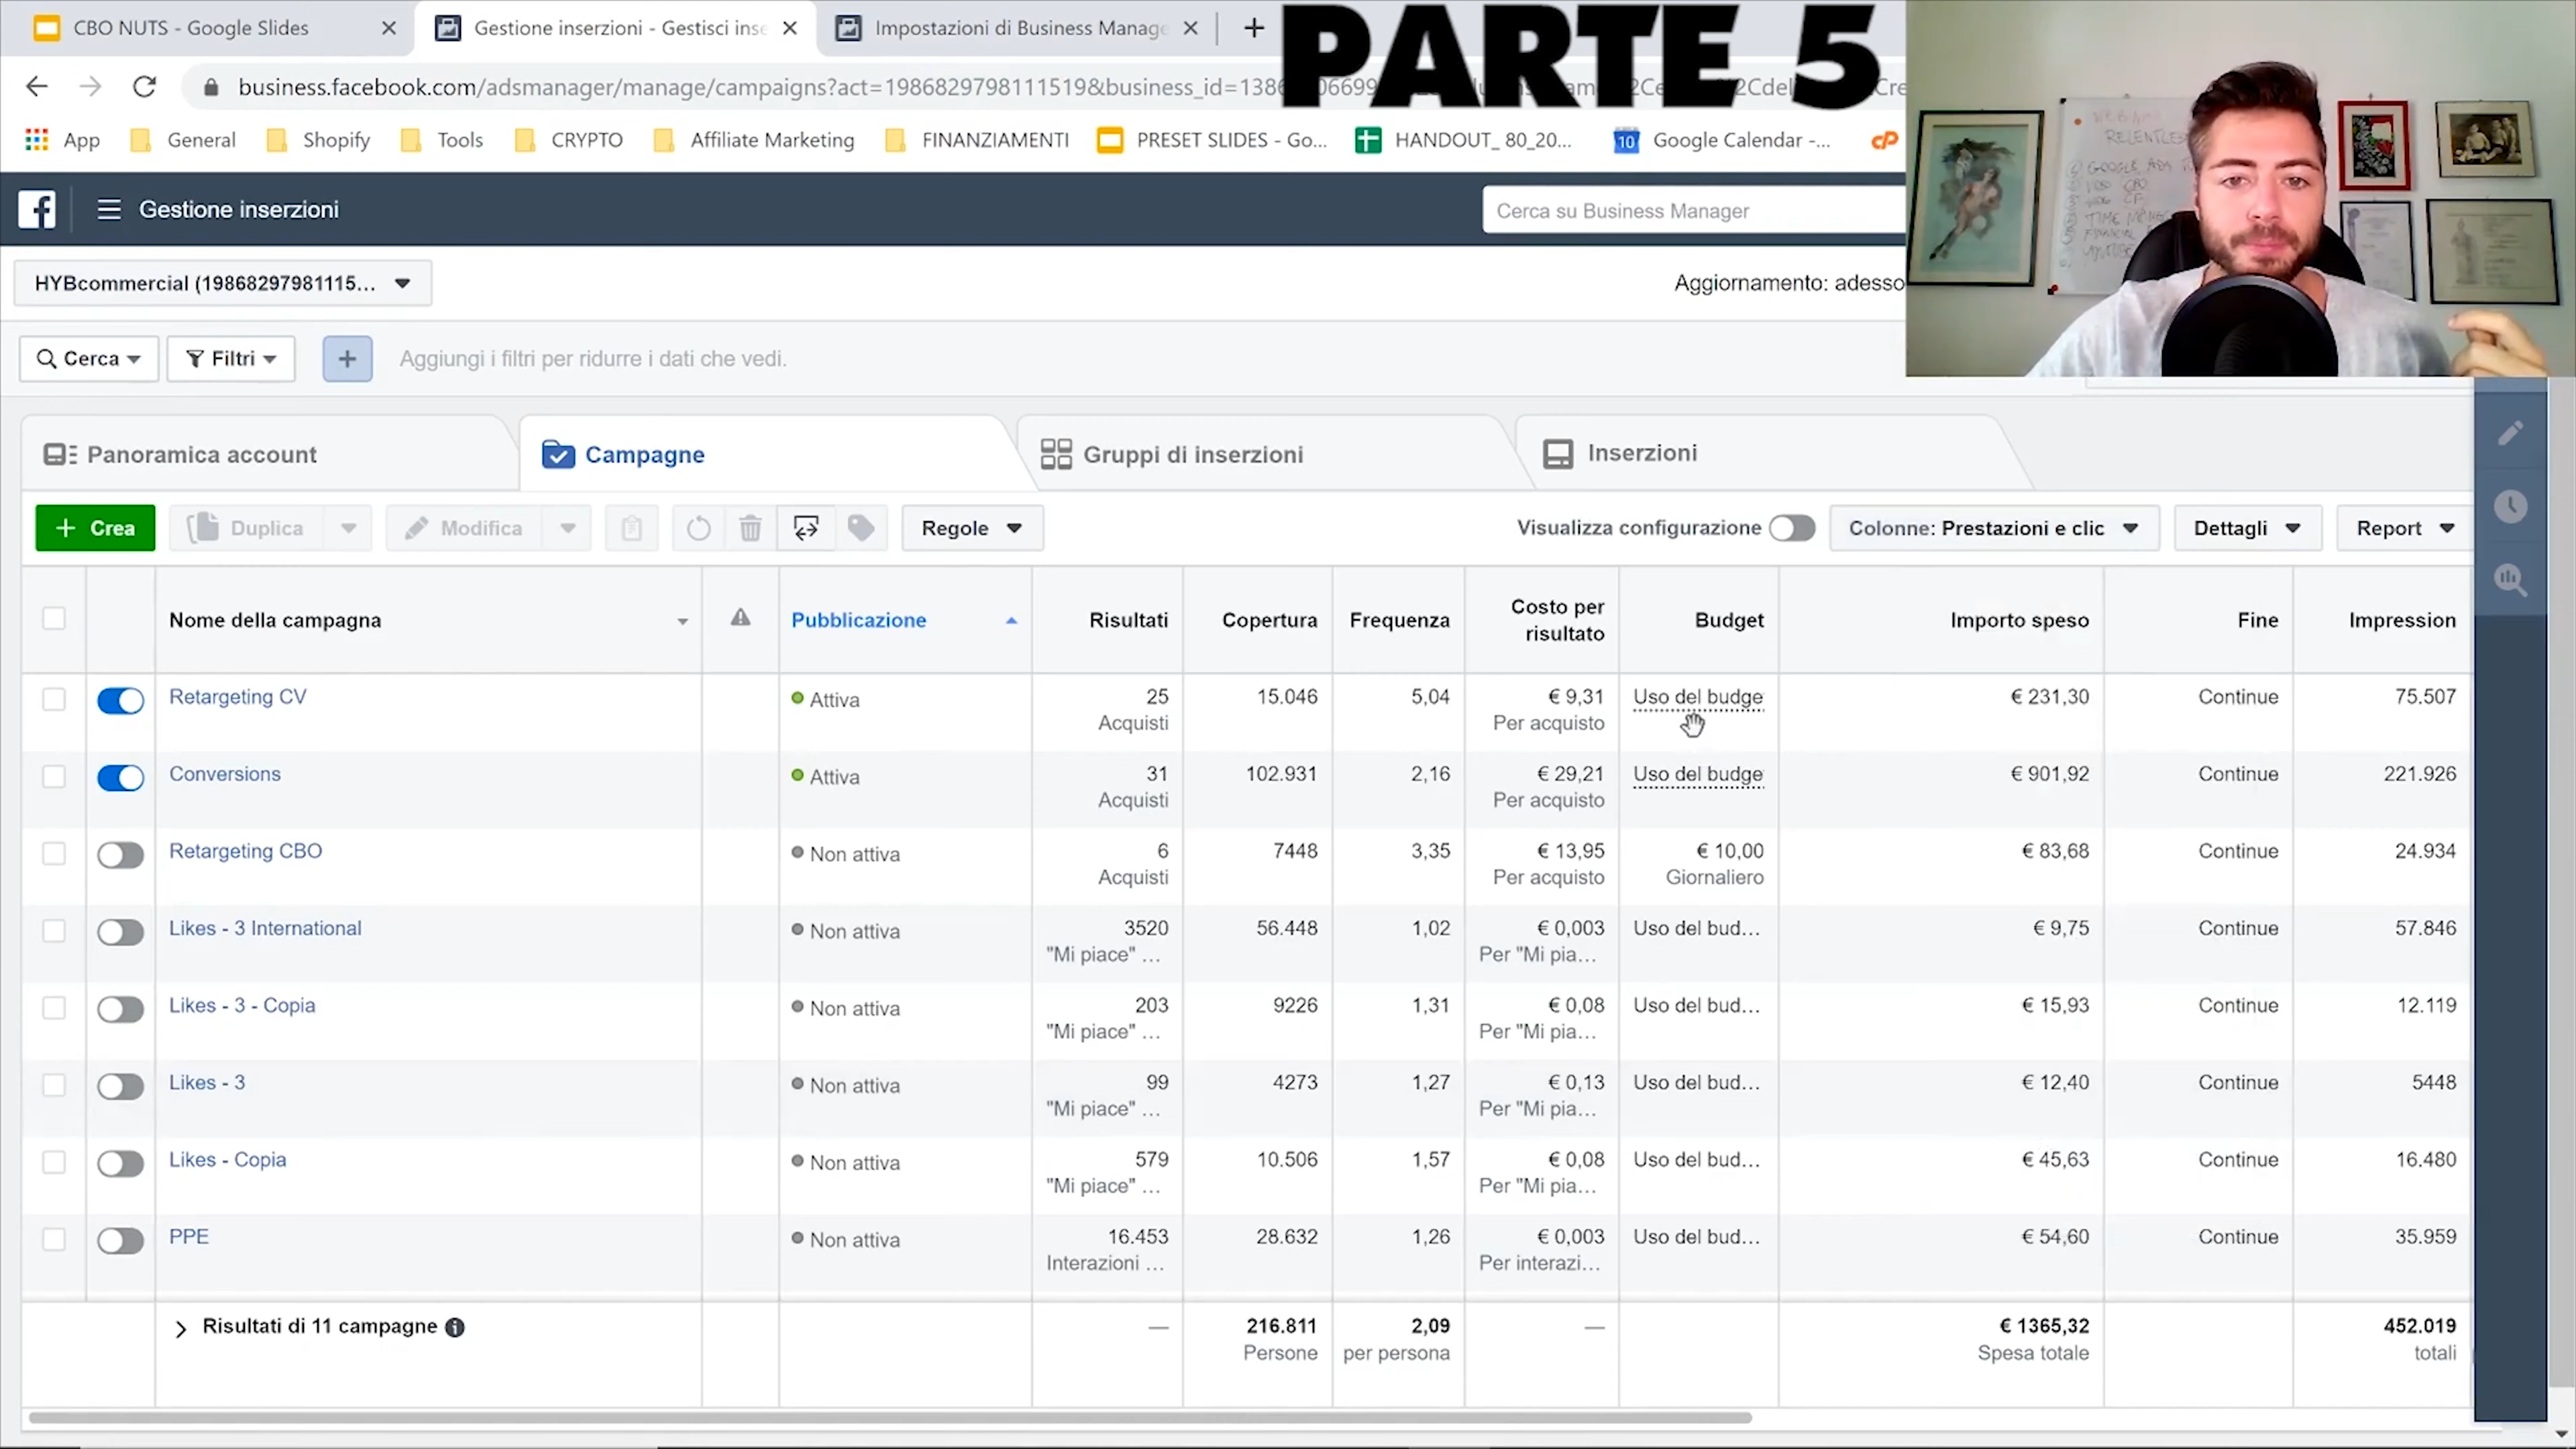 CBO NUTS - Google Slides
Gestione inserzioni - Gestisci inse
Impostazioni di Business Manage
PARTE 5
business.facebook.com/adsmanager/manage/campaigns?act=1986829798111519&business_id=1386
App
General
Shopify
Tools
CRYPTO
Affiliate Marketing
FINANZIAMENTI
PRESET SLIDES - Go...
HANDOUT_ 80_20...
Google Calendar -...
RELENTLES
Gestione inserzioni
Cerca su Business Manager
HYBcommercial (19868297981115...
Aggiornamento: adesso
Cerca
Filtri
Aggiungi i filtri per ridurre i dati che vedi.
Panoramica account
Campagne
Gruppi di inserzioni
Inserzioni
+ Crea
Duplica
Modifica
Regole
Visualizza configurazione
Colonne: Prestazioni e clic
Dettagli
Report
Nome della campagna Pubblicazione Risultati Copertura Frequenza Costo per risultato Budget Importo speso Fine Impression
Retargeting CV Attiva 25 15.046 5,04 € 9,31 Uso del budge € 231,30 Continue 75.507
Acquisti Per acquisto
Conversions Attiva 31 102.931 2,16 € 29,21 Uso del budge € 901,92 Continue 221.926
Acquisti Per acquisto
Retargeting CBO Non attiva 6 7448 3,35 € 13,95 € 10,00 € 83,68 Continue 24.934
Acquisti Per acquisto Giornaliero
Likes - 3 International Non attiva 3520 56.448 1,02 € 0,003 Uso del bud... € 9,75 Continue 57.846
"Mi piace" ... Per "Mi pia...
Likes - 3 - Copia Non attiva 203 9226 1,31 € 0,08 Uso del bud... € 15,93 Continue 12.119
"Mi piace" ... Per "Mi pia...
Likes - 3 Non attiva 99 4273 1,27 € 0,13 Uso del bud... € 12,40 Continue 5448
"Mi piace" ... Per "Mi pia...
Likes - Copia Non attiva 579 10.506 1,57 € 0,08 Uso del bud... € 45,63 Continue 16.480
"Mi piace" ... Per "Mi pia...
PPE Non attiva 16.453 28.632 1,26 € 0,003 Uso del bud... € 54,60 Continue 35.959
Interazioni ... Per interazi...
Risultati di 11 campagne — 216.811 2,09 — € 1365,32 452.019
Persone per persona Spesa totale totali